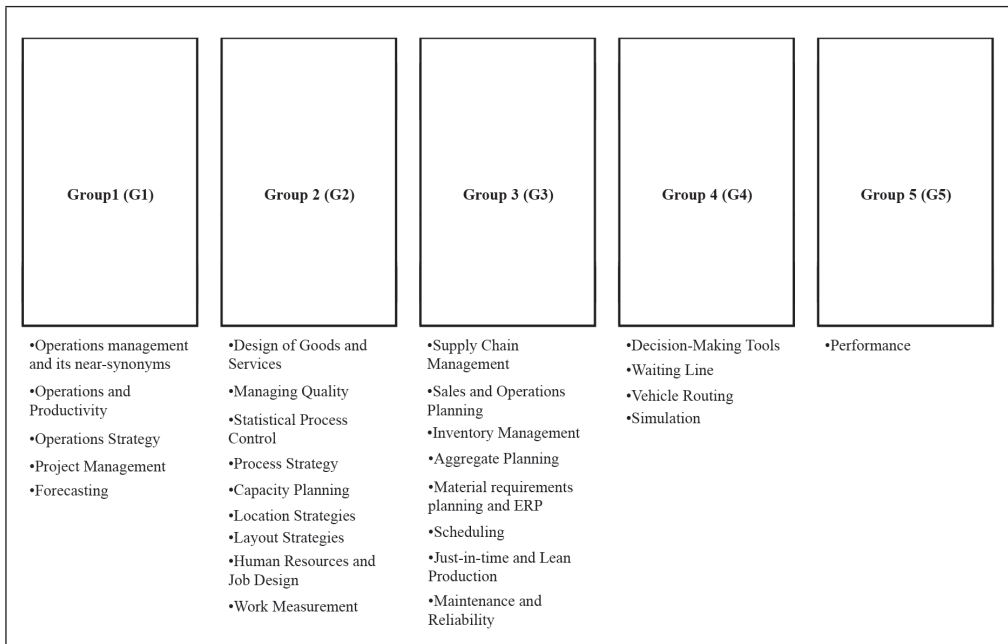 Group1 (G1)
•Operations management
and its near-synonyms
•Operations and
Productivity
•Operations Strategy
•Project Management
•Forecasting
Group 2 (G2)
•Design of Goods and
Services
•Managing Quality
•Statistical Process
Control
•Process Strategy
•Capacity Planning
•Location Strategies
•Layout Strategies
•Human Resources and
Job Design
•Work Measurement
Group 3 (G3)
•Supply Chain
Management
•Sales and Operations
Planning
•Inventory Management
•Aggregate Planning
•Material requirements
planning and ERP
•Scheduling
•Just-in-time and Lean
Production
•Maintenance and
Reliability
Group 4 (G4)
•Decision-Making Tools
•Waiting Line
•Vehicle Routing
•Simulation
Group 5 (G5)
•Performance